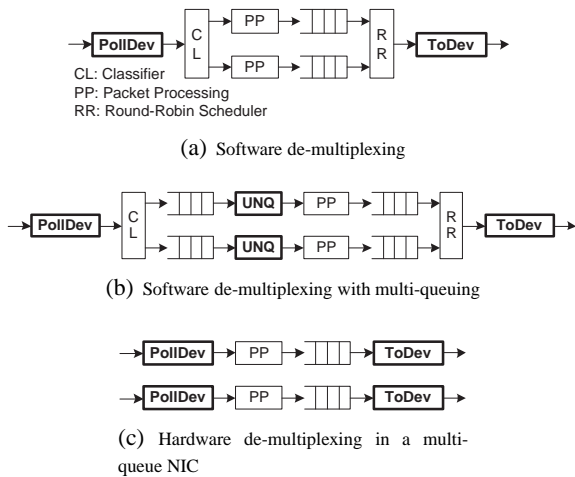 PollDev
C
L
PP
PP
R
R
ToDev
CL: Classifier
PP: Packet Processing
RR: Round-Robin Scheduler
(a) Software de-multiplexing
PollDev
C
L
UNQ
PP
UNQ
PP
R
R
ToDev
(b) Software de-multiplexing with multi-queuing
PollDev PP ToDev
PollDev PP ToDev
(c) Hardware de-multiplexing in a multi-
queue NIC